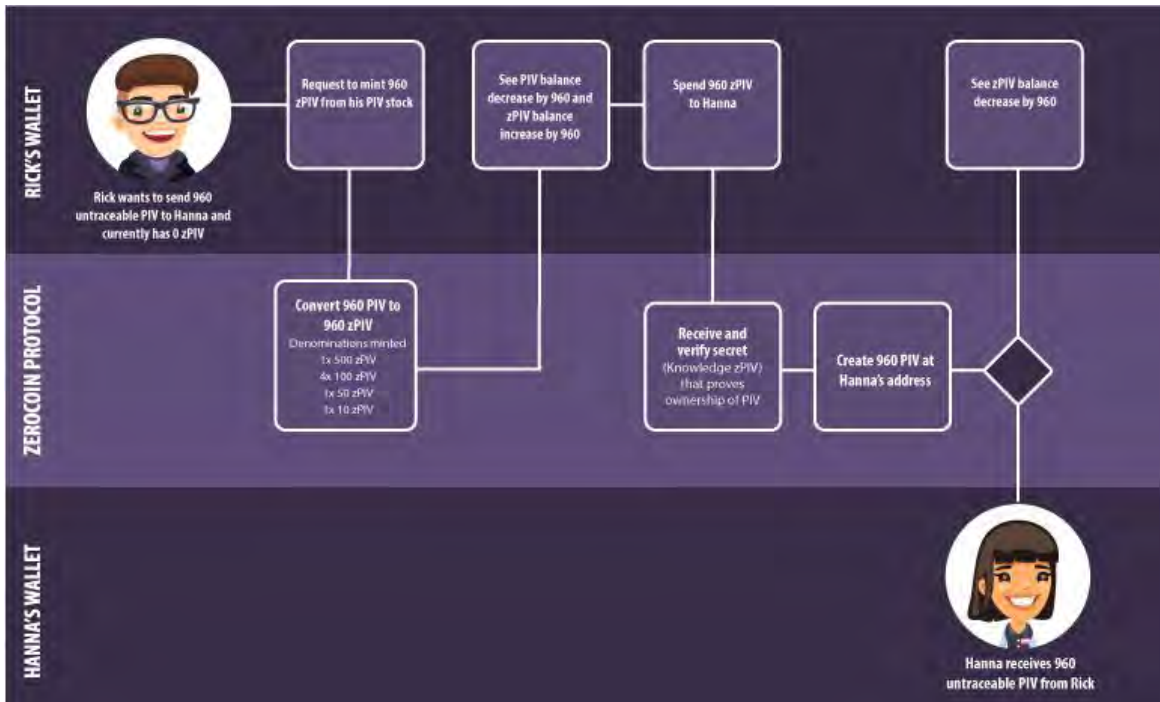 RICK'S WALLET
Rick wants to send 960
untraceable PIV to Hanna and
currently has 0 zPIV
Request to mint 960
zPIV from his PIV stock
See PIV balance
decrease by 960 and
zPIV balance
increase by 960
Spend 960 zPIV
to Hanna
See zPIV balance
decrease by 960
ZEROCOIN PROTOCOL
Convert 960 PIV to
960 zPIV
Denominations minted
1x 500 zPIV
4x 100 zPIV
1x 50 zPIV
1x 10 zPIV
Receive and
verify secret
(Knowledge zPIV)
that proves
ownership of PIV
Create 960 PIV at
Hanna's address
HANNA'S WALLET
Hanna receives 960
untraceable PIV from Rick